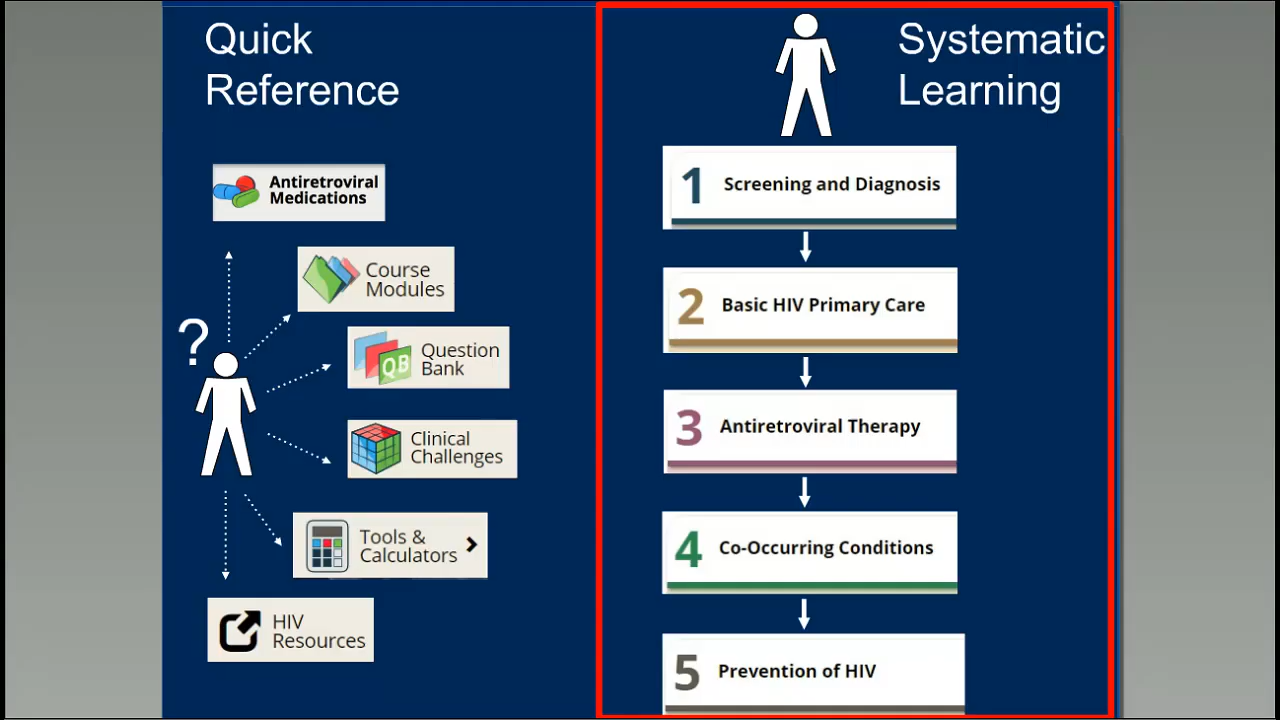 Quick
Reference
Antiretroviral
Medications
Course
Modules
?
Question
Bank
QB
Clinical
Challenges
Tools &
Calculators
HIV
Resources
Systematic
Learning
1 Screening and Diagnosis
2 Basic HIV Primary Care
3 Antiretroviral Therapy
4 Co-Occurring Conditions
5 Prevention of HIV